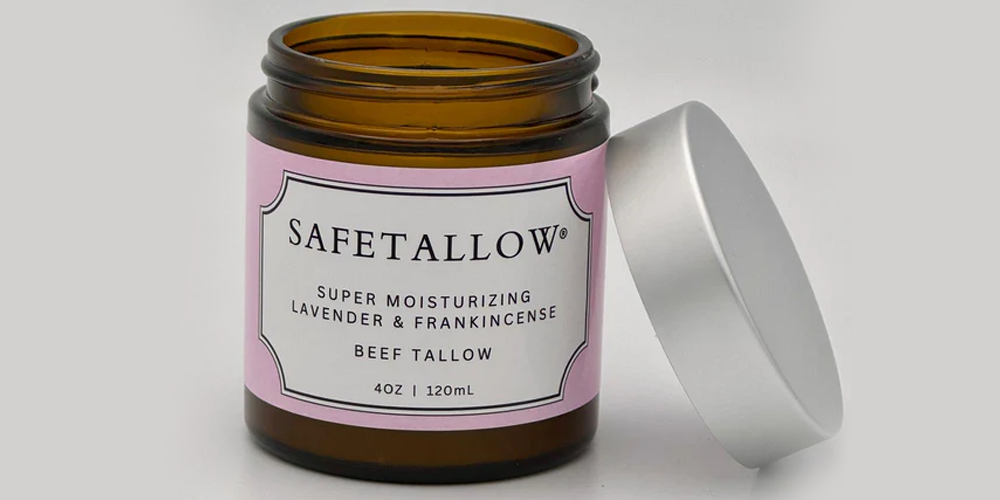 SAFETALLOW®
SUPER MOISTURIZING
LAVENDER & FRANKINCENSE
BEEF TALLOW
4OZ | 120mL